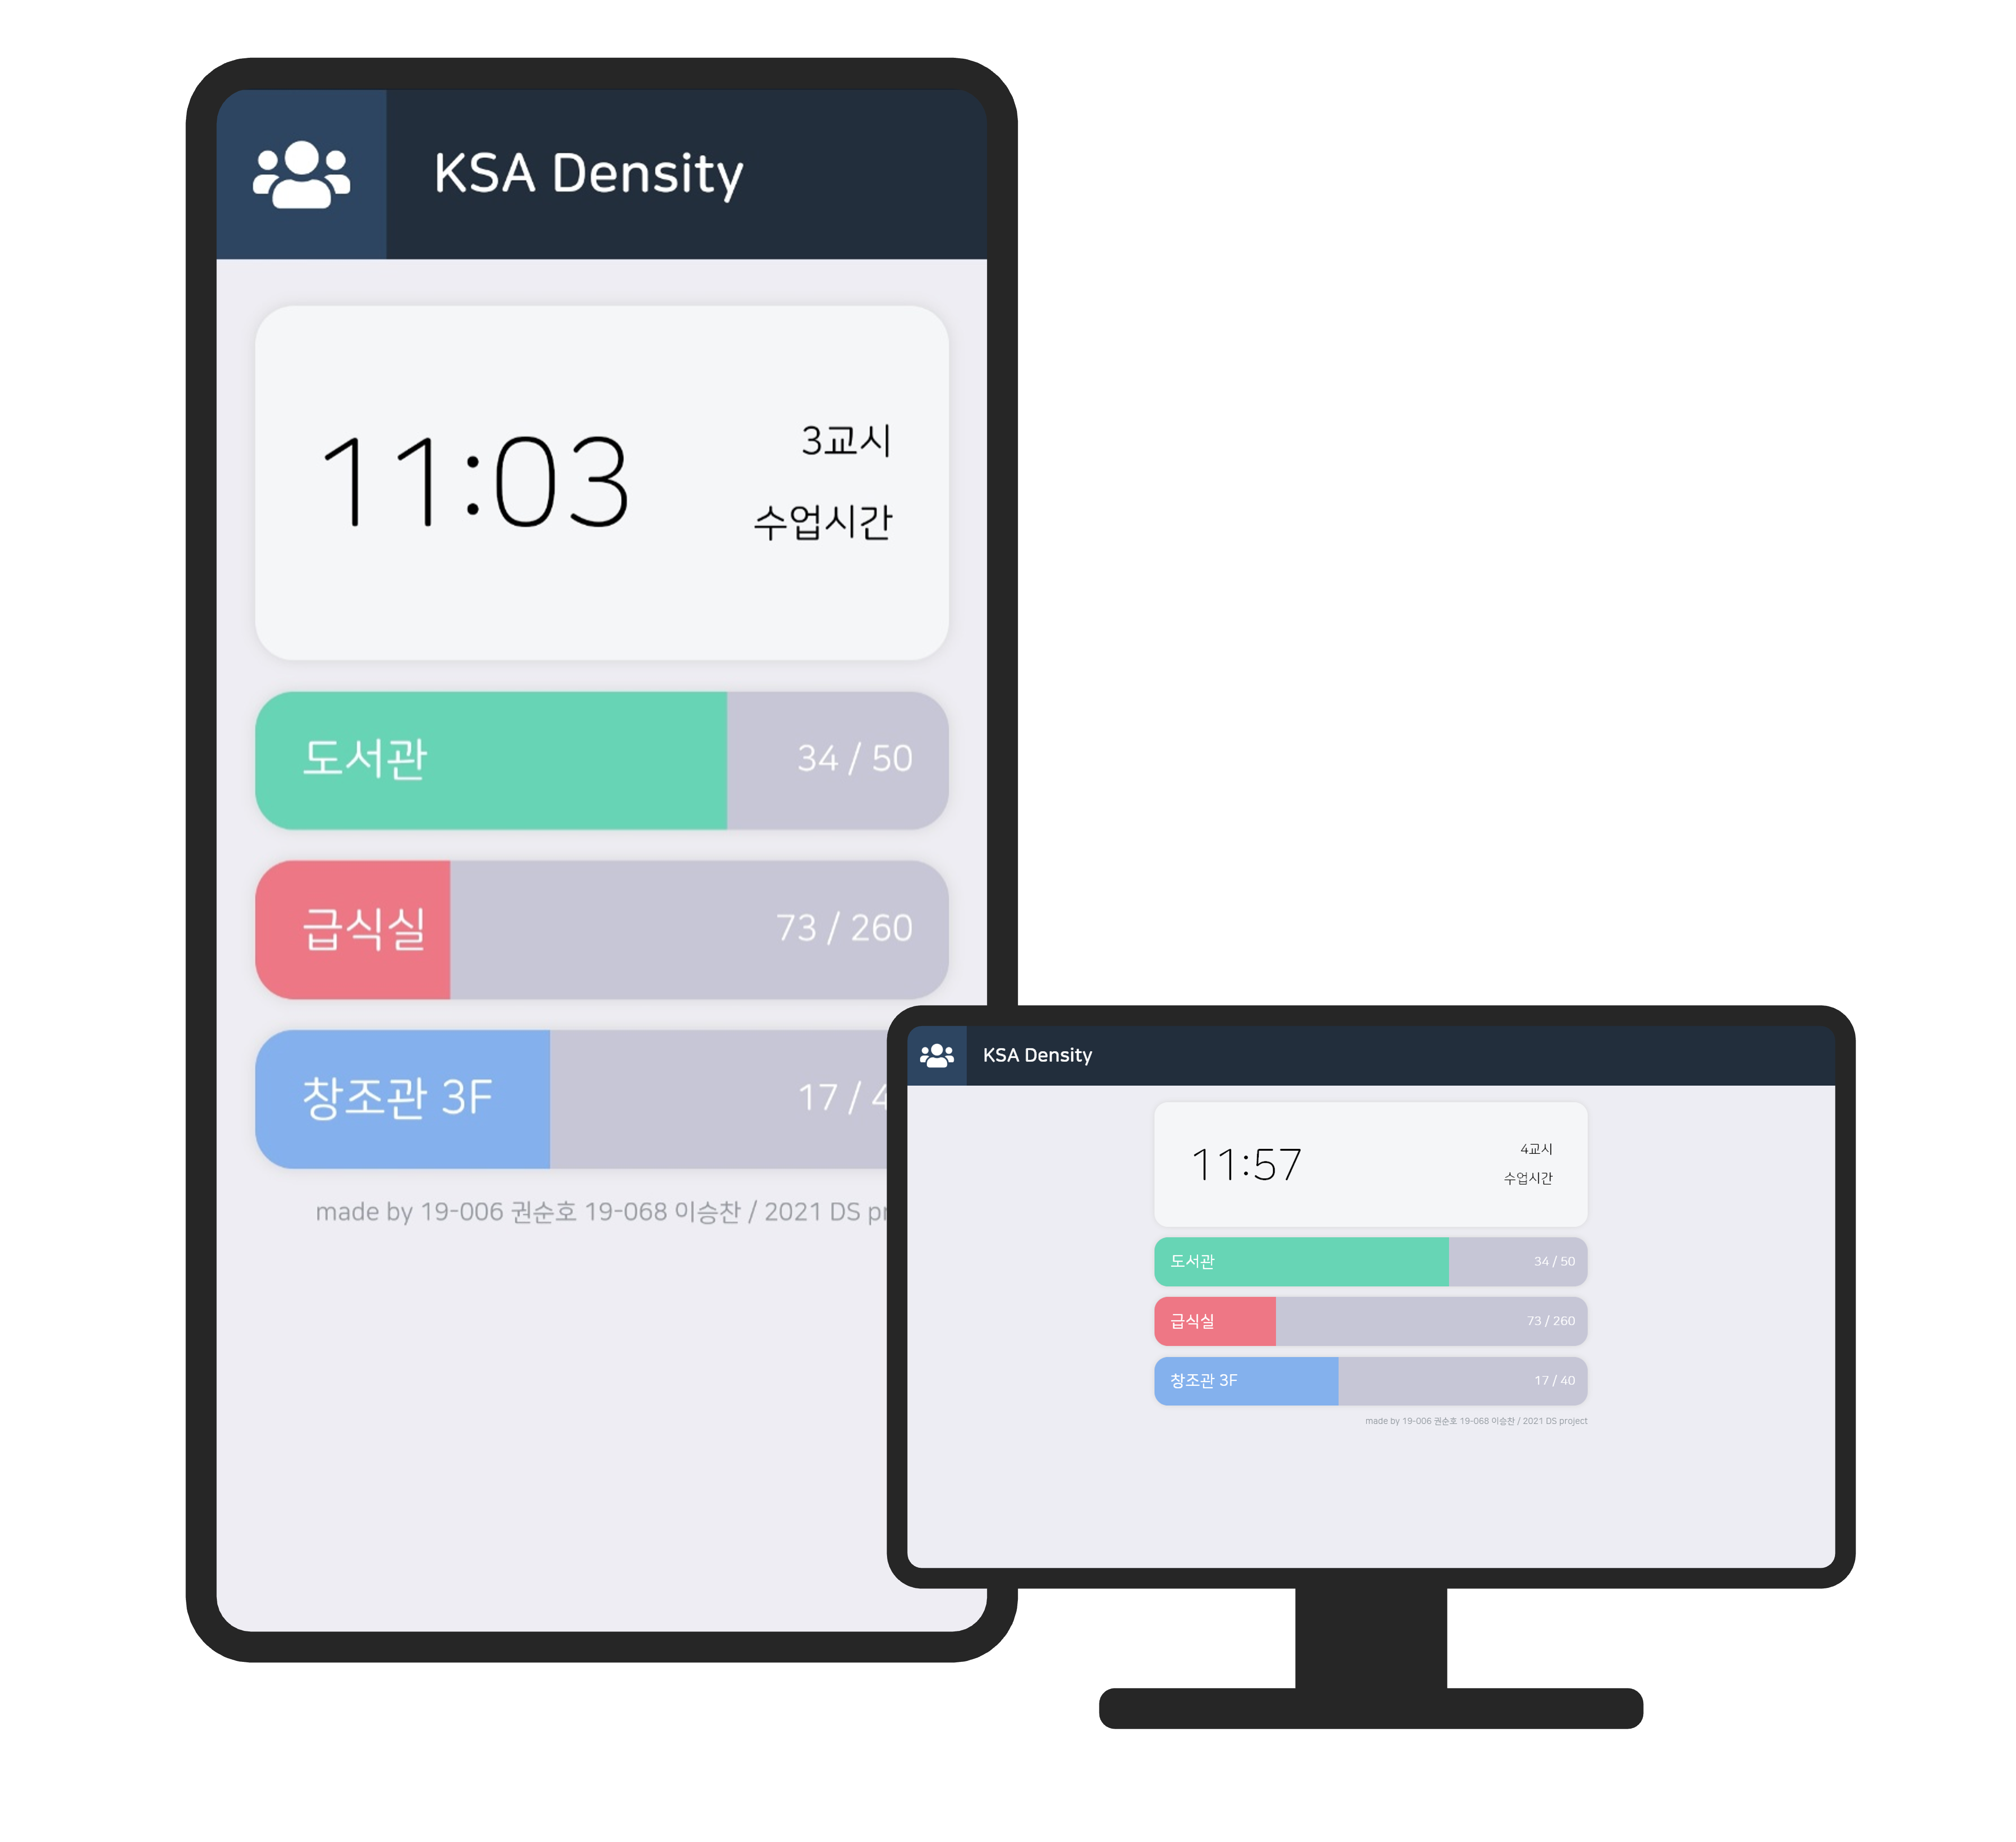 KSA Density
11:03
3교시
수업시간
도서관 34 / 50
급식실 73 / 260
창조관 3F 17 / 4
made by 19-006 권순호 19-068 이승찬 / 2021 DS pr
KSA Density
11:57
4교시
수업시간
도서관 34 / 50
급식실 73 / 260
창조관 3F 17 / 40
made by 19-006 권순호 19-068 이승찬 / 2021 DS project